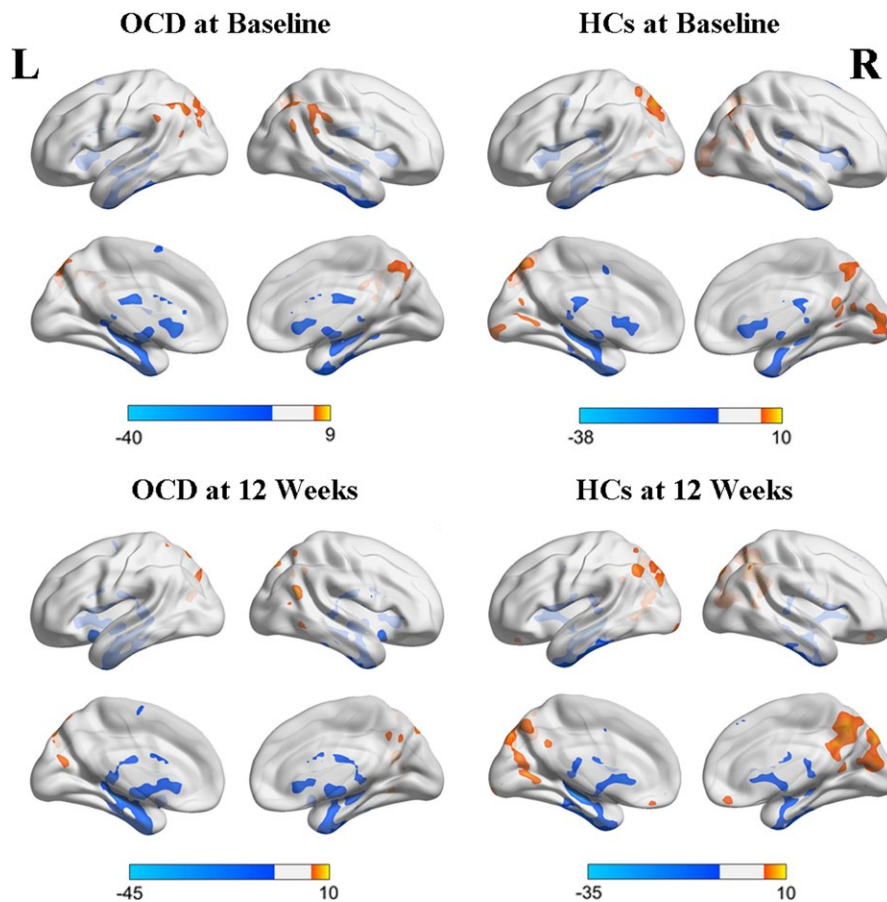 OCD at Baseline
HCs at Baseline
L
R
-40
9
-38
10
OCD at 12 Weeks
HCs at 12 Weeks
-45
10
-35
10